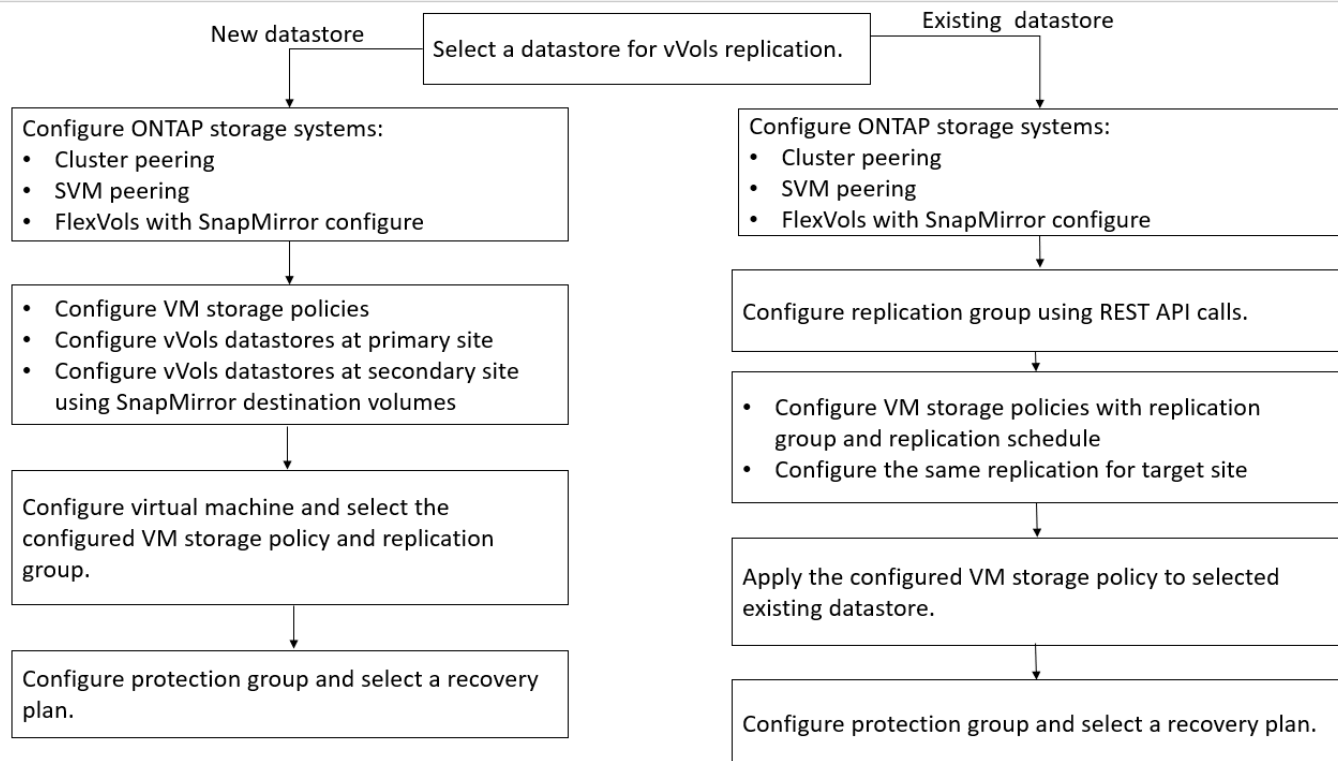 New datastore
Select a datastore for vVols replication.
Existing datastore
Configure ONTAP storage systems:
• Cluster peering
• SVM peering
• FlexVols with SnapMirror configure
• Configure VM storage policies
• Configure vVols datastores at primary site
• Configure vVols datastores at secondary site
using SnapMirror destination volumes
Configure virtual machine and select the
configured VM storage policy and replication
group.
Configure protection group and select a recovery
plan.
Configure ONTAP storage systems:
• Cluster peering
• SVM peering
• FlexVols with SnapMirror configure
Configure replication group using REST API calls.
• Configure VM storage policies with replication
group and replication schedule
• Configure the same replication for target site
Apply the configured VM storage policy to selected
existing datastore.
Configure protection group and select a recovery plan.